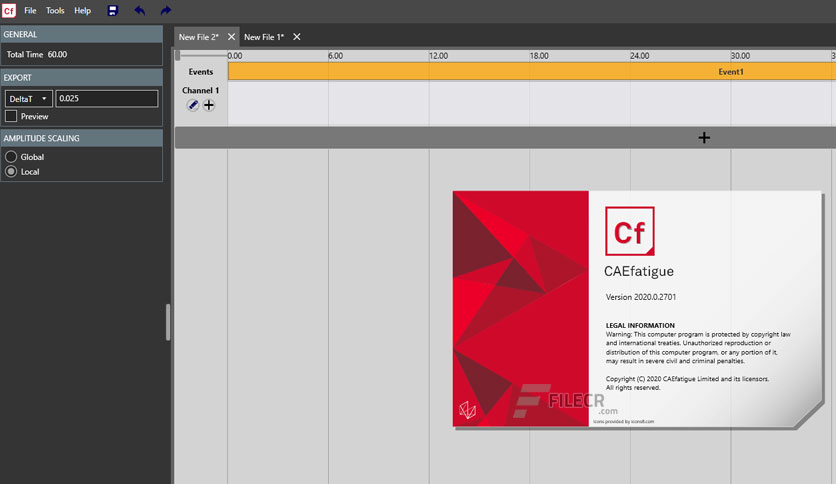 Cf File Tools Help
GENERAL
Total Time 60.00
EXPORT
DeltaT 0.025
Preview
AMPLITUDE SCALING
Global
Local
New File 2* New File 1*
0.00 6.00 12.00 18.00 24.00 30.00
Events Event1
Channel 1
Cf
CAEfatigue
Version 2020.0.2701
LEGAL INFORMATION
Warning: This computer program is protected by copyright law
and international treaties. Unauthorized reproduction or
distribution of this computer program, or any portion of it,
may result in severe civil and criminal penalties.
Copyright (C) 2020 CAEfatigue Limited and its licensors.
All rights reserved.
FILECR
.com
Icons provided by icons8.com